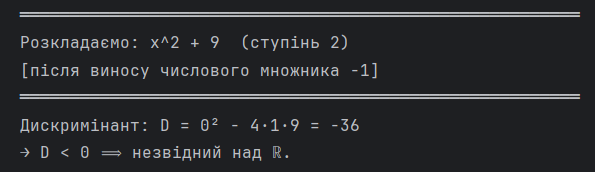 Розкладаємо: x^2 + 9  (ступінь 2)
[після виносу числового множника -1]
Дискримінант: D = 0² - 4·1·9 = -36
→ D < 0 ⟹ незвідний над ℝ.